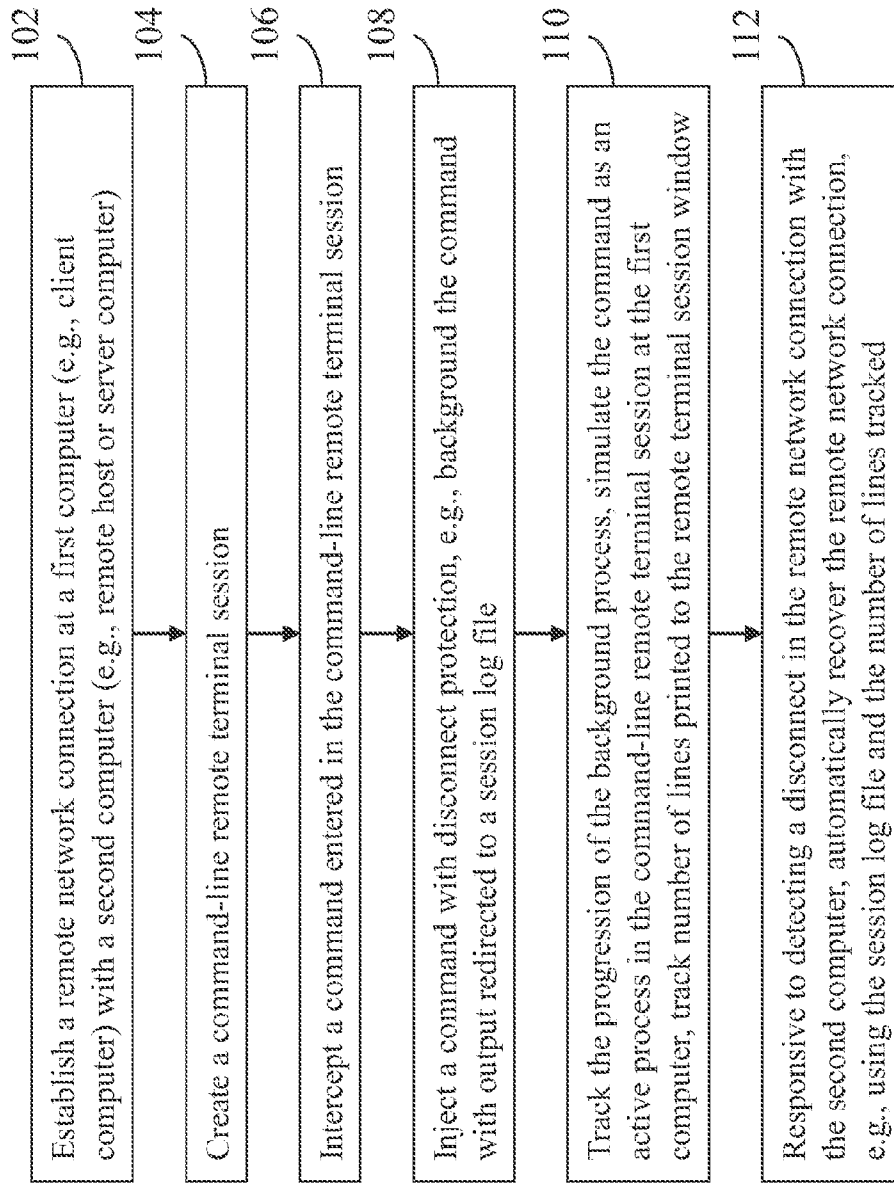 102
Establish a remote network connection at a first computer (e.g., client
computer) with a second computer (e.g., remote host or server computer)
104
Create a command-line remote terminal session
106
Intercept a command entered in the command-line remote terminal session
108
Inject a command with disconnect protection, e.g., background the command
with output redirected to a session log file
110
Track the progression of the background process, simulate the command as an
active process in the command-line remote terminal session at the first
computer, track number of lines printed to the remote terminal session window
112
Responsive to detecting a disconnect in the remote network connection with
the second computer, automatically recover the remote network connection,
e.g., using the session log file and the number of lines tracked